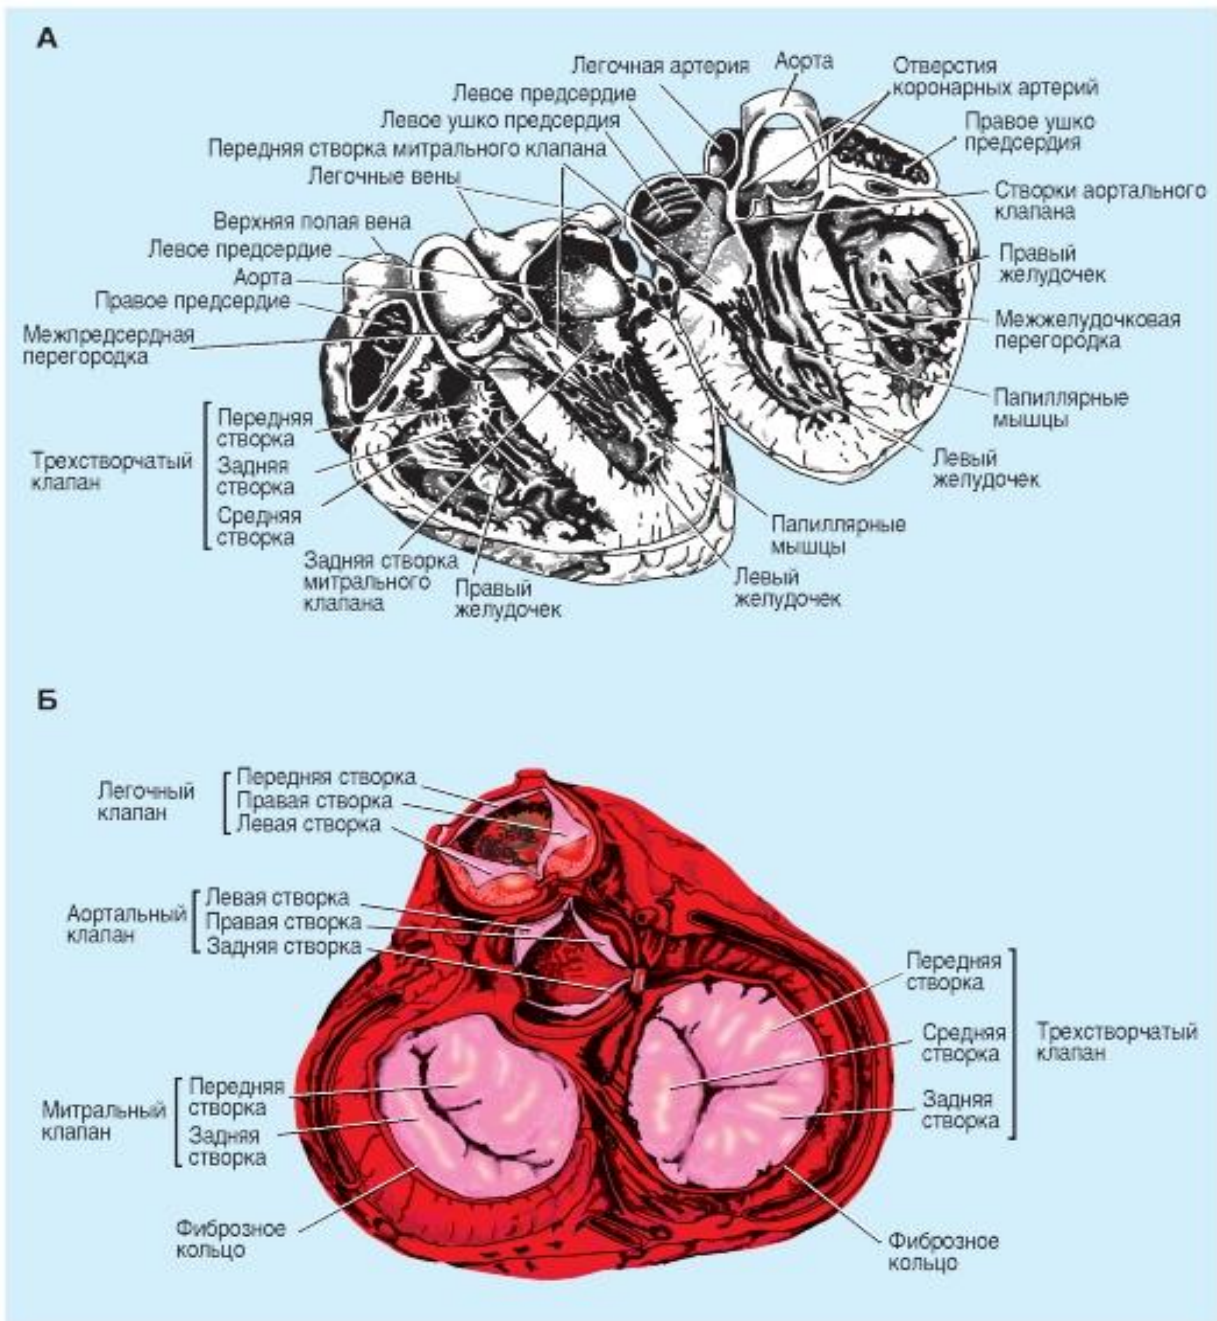 А
Легочная артерия
Аорта
Отверстия
коронарных артерий
Левое предсердие
Левое ушко предсердия
Правое ушко
предсердия
Передняя створка митрального клапана
Легочные вены
Створки аортального
клапана
Верхняя полая вена
Левое предсердие
Аорта
Правое предсердие
Правый
желудочек
Межпредсердная
перегородка
Межжелудочковая
перегородка
Папиллярные
мышцы
Трехстворчатый
клапан
Передняя
створка
Задняя
створка
Средняя
створка
Левый
желудочек
Папиллярные
мышцы
Задняя створка
митрального
клапана
Правый
желудочек
Левый
желудочек
Б
Легочный
клапан
Передняя створка
Правая створка
Левая створка
Аортальный
клапан
Левая створка
Правая створка
Задняя створка
Передняя
створка
Средняя
створка
Задняя
створка
Трехстворчатый
клапан
Митральный
клапан
Передняя
створка
Задняя
створка
Фиброзное
кольцо
Фиброзное
кольцо